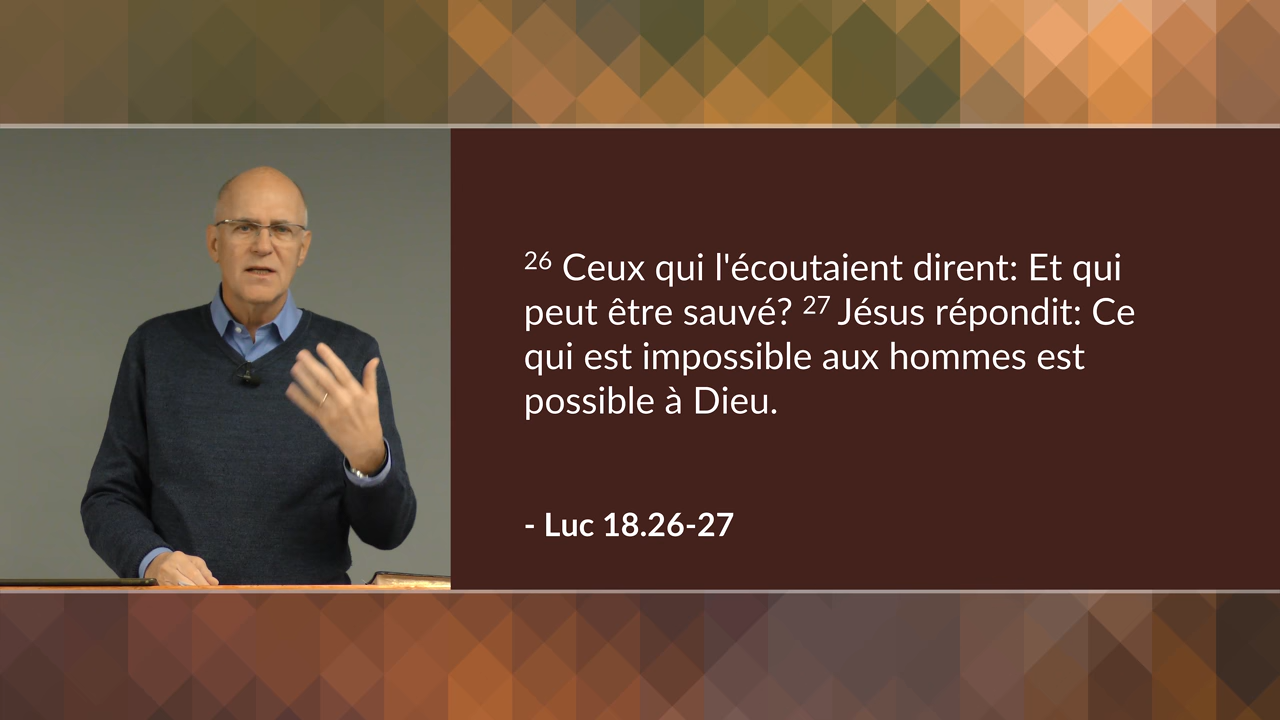 26 Ceux qui l'écoutaient dirent: Et qui
peut être sauvé? 27 Jésus répondit: Ce
qui est impossible aux hommes est
possible à Dieu.
- Luc 18.26-27